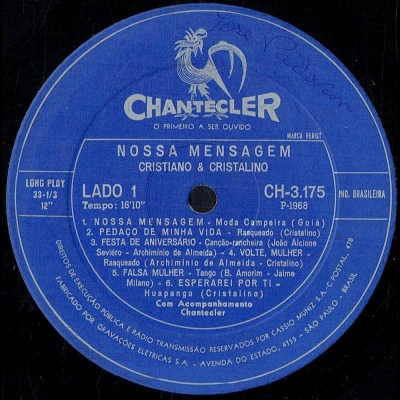 José
CHANTECLER
O PRIMEIRO A SER OUVIDO
MARCA REGT
NOSSA MENSAGEM
CRISTIANO & CRISTALINO
LONG PLAY
33-1/3
12"
LADO 1
Tempo: 16'10"
CH-3.175
P-1968
IND. BRASILEIRA
1. NOSSA MENSAGEM - Moda Campeira (Goiá)
2. PEDAÇO DE MINHA VIDA - Rasqueado (Cristalino)
3. FESTA DE ANIVERSÁRIO - Canção-rancheira (João Alcione
Seviéro - Archimínio de Almeida) - 4. VOLTE, MULHER -
Rasqueado (Archimínio de Almeida - Cristalino)
5. FALSA MULHER - Tango (B. Amorim - Jaime
Milano) - 6. ESPERAREI POR TI -
Huapango (Cristalino)
Com Acompanhamento
Chantecler
DIREITOS DE EXECUÇÃO PÚBLICA E RÁDIO TRANSMISSÃO RESERVADOS POR CASSIO MUNIZ S.A. - C. POSTAL, 478
FABRICADO POR GRAVAÇÕES ELÉTRICAS S.A. - AVENIDA DO ESTADO, 4755 - SÃO PAULO - BRASIL